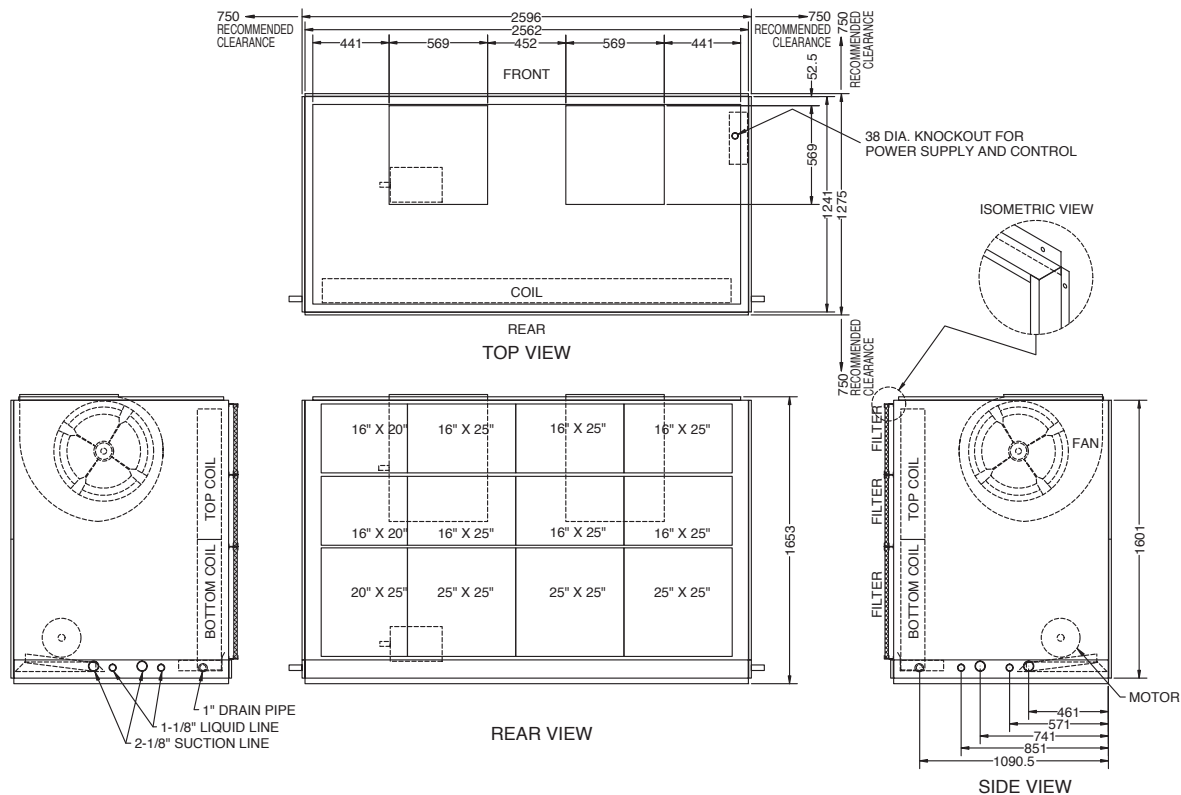 750
RECOMMENDED
CLEARANCE
2596
2562
750
RECOMMENDED
CLEARANCE
441
569
452
569
441
750
RECOMMENDED
CLEARANCE
52.5
FRONT
569
1241
1275
38 DIA. KNOCKOUT FOR
POWER SUPPLY AND CONTROL
ISOMETRIC VIEW
COIL
REAR
TOP VIEW
750
RECOMMENDED
CLEARANCE
TOP COIL
BOTTOM COIL
1" DRAIN PIPE
1-1/8" LIQUID LINE
2-1/8" SUCTION LINE
16" X 20"
16" X 25"
16" X 25"
16" X 25"
16" X 20"
16" X 25"
16" X 25"
16" X 25"
20" X 25"
25" X 25"
25" X 25"
25" X 25"
1653
REAR VIEW
FILTER
FILTER
FILTER
TOP COIL
BOTTOM COIL
FAN
1601
MOTOR
461
571
741
851
1090.5
SIDE VIEW